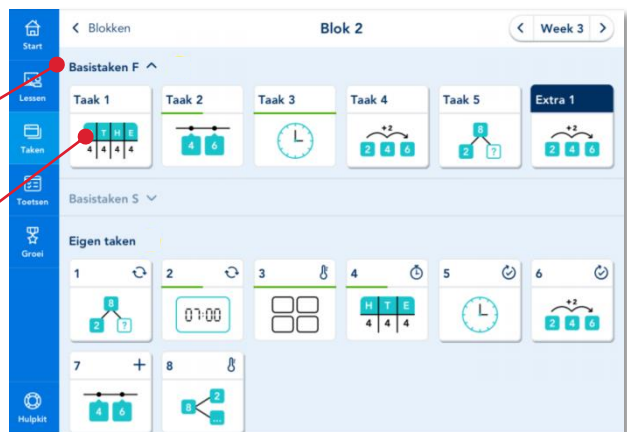 Start
Lessen
Taken
Toetsen
Groei
Hulpkit
< Blokken
Blok 2
< Week 3 >
Basistaken F
Taak 1
T H E
4 4 4 4
Taak 2
4 6
Taak 3
Taak 4
+2
2 4 6
Taak 5
8
2 ?
Extra 1
+2
2 4 6
Basistaken S
Eigen taken
1
8
2 ?
2
07:00
3
4
H T E
4 4 4
5
6
+2
2 4 6
7 +
4 6
8
8 2
...